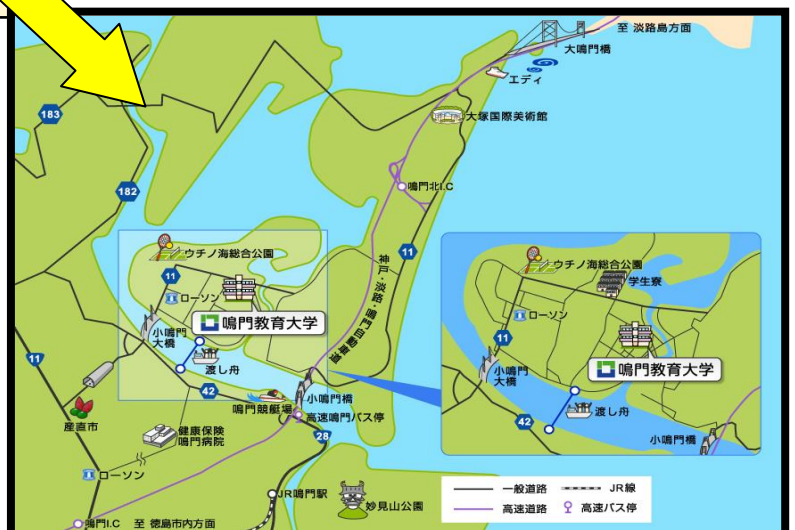 至 淡路島方面
大鳴門橋
エディ
183
大塚国際美術館
鳴門北I.C
182
11
神戸・淡路・鳴門自動車道
ウチノ海総合公園
11
ローソン
鳴門教育大学
小鳴門
大橋
渡し舟
11
42
鳴門競艇場
小鳴門橋
高速鳴門バス停
28
産直市
健康保険
鳴門病院
ローソン
JR鳴門駅
妙見山公園
鳴門I.C 至 徳島市内方面
ウチノ海総合公園
学生寮
ローソン
11
鳴門教育大学
小鳴門
大橋
渡し舟
42
小鳴門橋
一般道路
JR線
高速道路
高速バス停